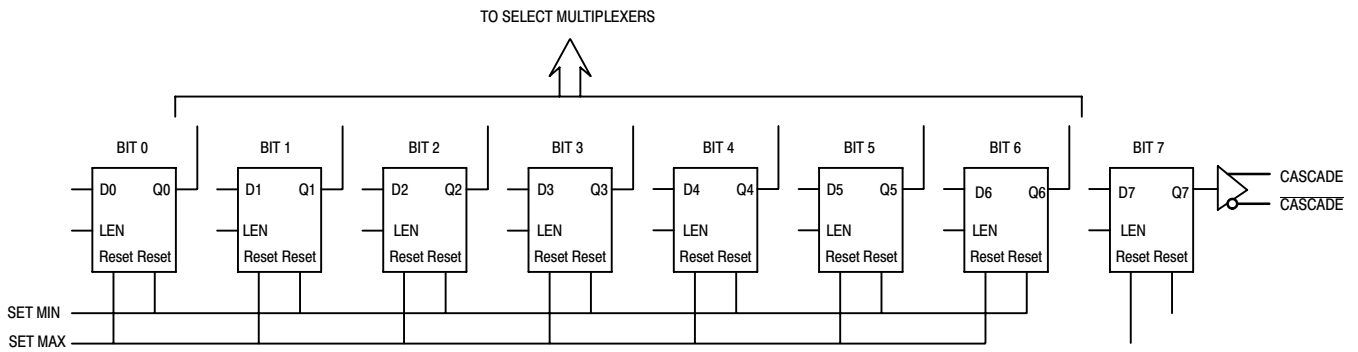 TO SELECT MULTIPLEXERS
BIT 0 BIT 1 BIT 2 BIT 3 BIT 4 BIT 5 BIT 6 BIT 7
D0 Q0 D1 Q1 D2 Q2 D3 Q3 D4 Q4 D5 Q5 D6 Q6 D7 Q7
CASCADE
CASCADE
LEN LEN LEN LEN LEN LEN LEN LEN
Reset Reset Reset Reset Reset Reset Reset Reset Reset Reset Reset Reset Reset Reset Reset Reset
SET MIN
SET MAX